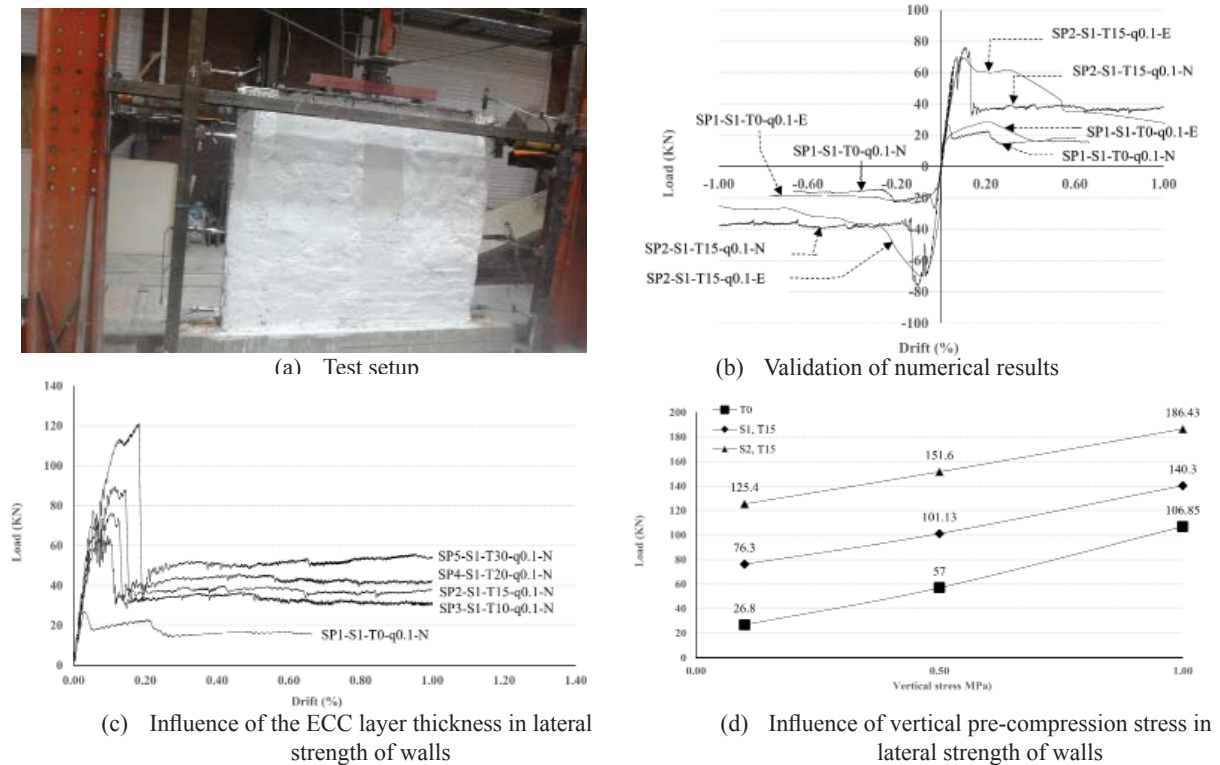 (a) Test setup
100
80
60
40
20
0
-20
-40
-60
-80
-100
-1.00
-0.60
-0.20
0.20
0.60
1.00
Load (KN)
Drift (%)
SP2-S1-T15-q0.1-E
SP2-S1-T15-q0.1-N
SP1-S1-T0-q0.1-E
SP1-S1-T0-q0.1-N
SP1-S1-T0-q0.1-E
SP1-S1-T0-q0.1-N
SP2-S1-T15-q0.1-N
SP2-S1-T15-q0.1-E
(b) Validation of numerical results
140
120
100
80
60
40
20
0
Load (KN)
0.00
0.20
0.40
0.60
0.80
1.00
1.20
1.40
Drift (%)
SP5-S1-T30-q0.1-N
SP4-S1-T20-q0.1-N
SP2-S1-T15-q0.1-N
SP3-S1-T10-q0.1-N
SP1-S1-T0-q0.1-N
(c) Influence of the ECC layer thickness in lateral
strength of walls
200
180
160
140
120
100
80
60
40
20
0
Load (KN)
T0
S1, T15
S2, T15
125.4
151.6
186.43
76.3
101.13
140.3
26.8
57
106.85
0.00
0.50
1.00
Vertical stress MPa)
(d) Influence of vertical pre-compression stress in
lateral strength of walls